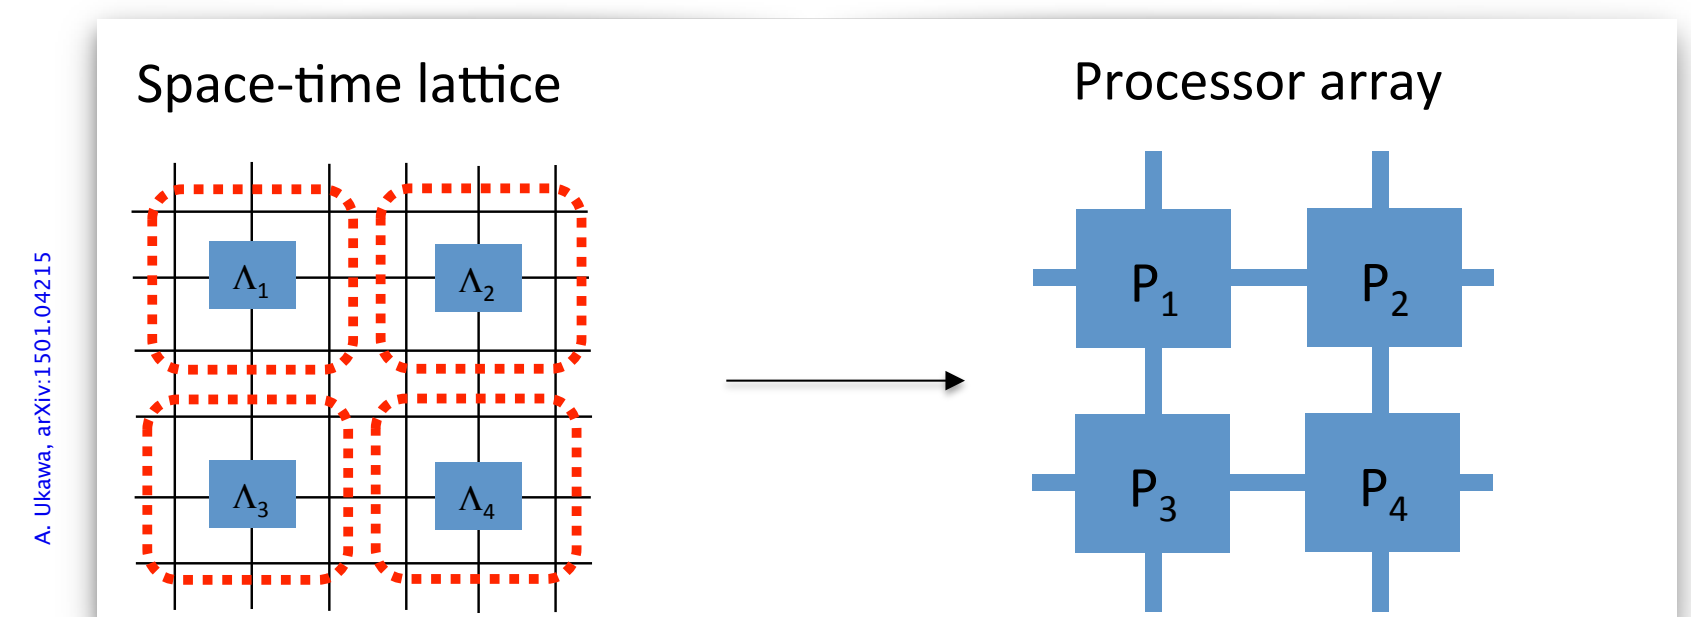 Space-time lattice
Processor array
Λ1
Λ2
Λ3
Λ4
P1
P2
P3
P4
A. Ukawa, arXiv:1501.04215